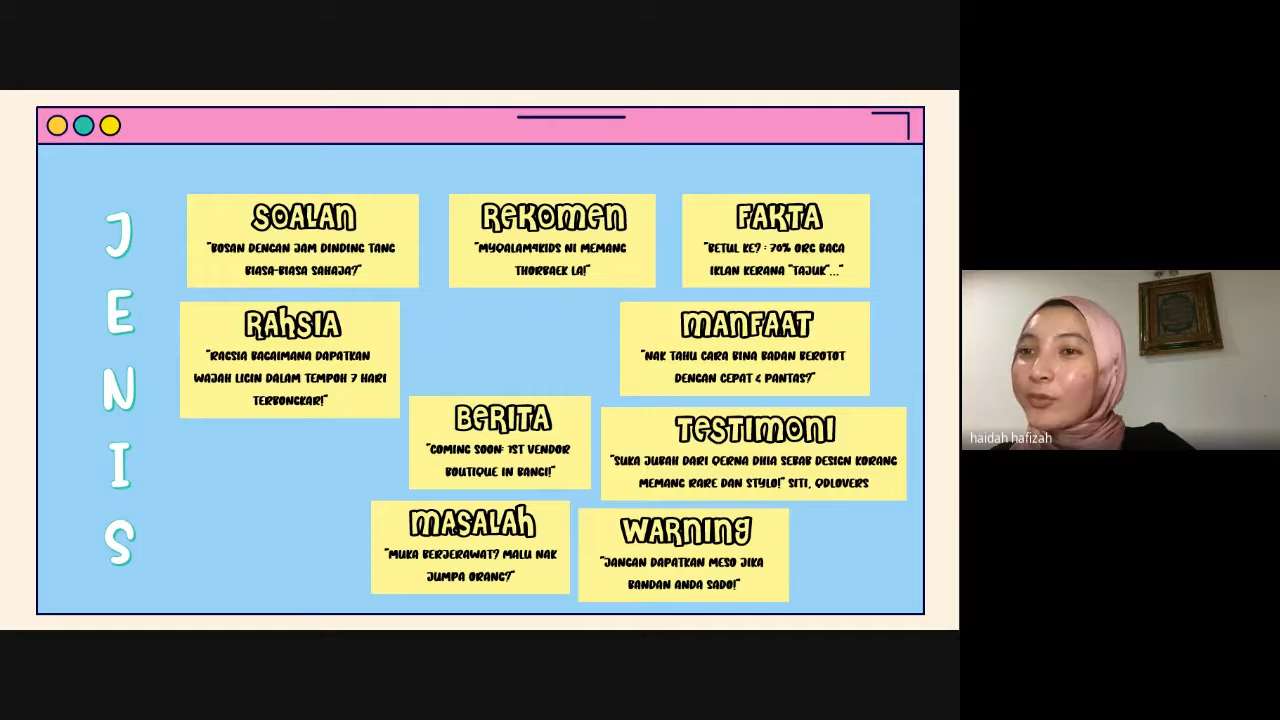 JENIS
SOALAN
"BOSAN DENGAN JAM DINDING YANG
BIASA-BIASA SAHAJA?"
REKOMEN
"MYQALAM4KIDS NI MEMANG
THORBAEK LA!"
FAKTA
"BETUL KE? : 70% ORG BACA
IKLAN KERANA "TAJUK"..."
RAHSIA
"RAGSIA BAGAIMANA DAPATKAN
WAJAH LICIN DALAM TEMPOH 7 HARI
TERBONGKAR!"
MANFAAT
"NAK TAHU CARA BINA BADAN BEROTOT
DENGAN CEPAT & PANTAS?"
BERITA
"COMING SOON: 1ST VENDOR
BOUTIQUE IN BANGI!"
TESTIMONI
"SUKA JUBAH DARI QERNA DHIA SEBAB DESIGN KORANG
MEMANG RARE DAN STYLO!" SITI, QDLOVERS
MASALAH
"MUKA BERJERAWAT? MALU NAK
JUMPA ORANG?"
WARNING
"JANGAN DAPATKAN MESO JIKA
BANDAN ANDA SADO!"
haidah hafizah